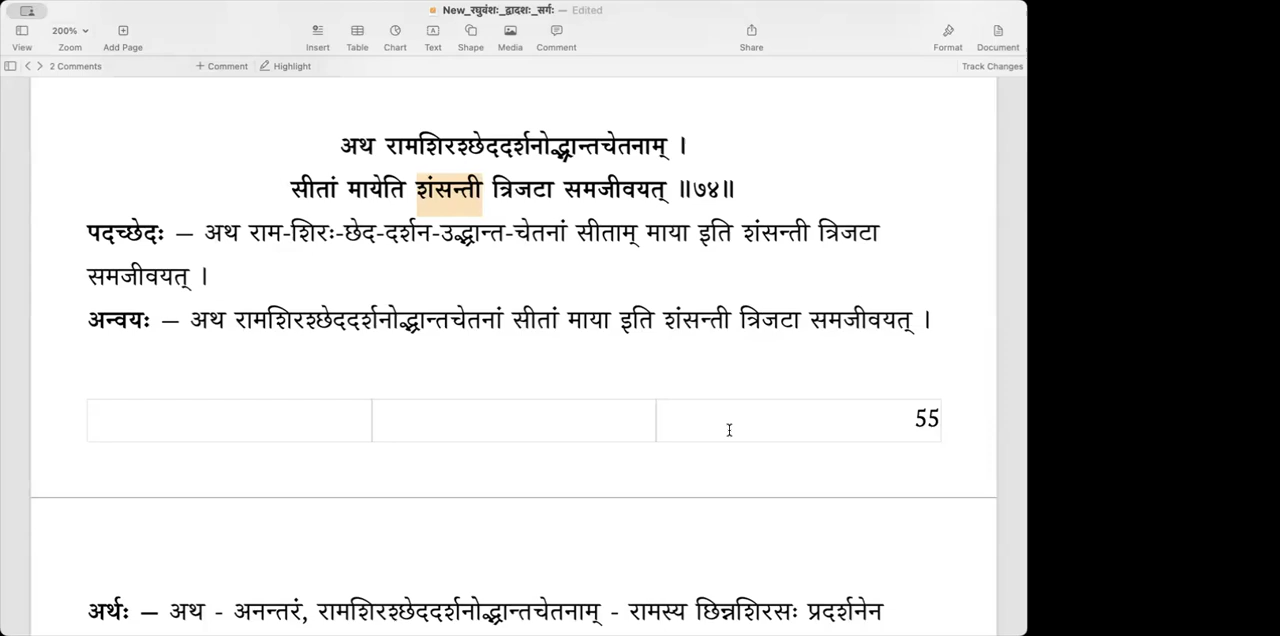 New_रघुवंशः_द्वादशः_सर्गः — Edited
200%
View Zoom Add Page Insert Table Chart Text Shape Media Comment Share Format Document
2 Comments + Comment Highlight Track Changes
अथ रामशिरश्छेददर्शनोद्भ्रान्तचेतनाम् ।
सीतां मायेति शंसन्ती त्रिजटा समजीवयत् ॥७४॥
पदच्छेदः — अथ राम-शिरः-छेद-दर्शन-उद्भ्रान्त-चेतनां सीताम् माया इति शंसन्ती त्रिजटा
समजीवयत् ।
अन्वयः — अथ रामशिरश्छेददर्शनोद्भ्रान्तचेतनां सीतां माया इति शंसन्ती त्रिजटा समजीवयत् ।
55
अर्थः — अथ - अनन्तरं, रामशिरश्छेददर्शनोद्भ्रान्तचेतनाम् - रामस्य छिन्नशिरसः प्रदर्शनेन